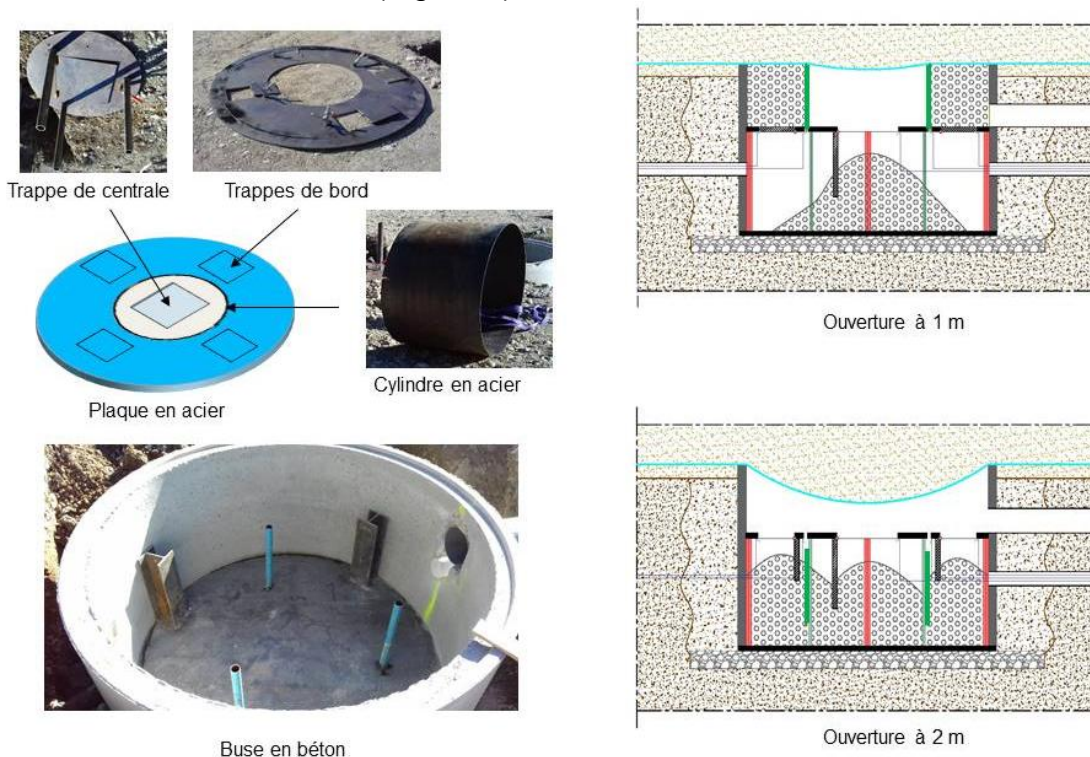 Trappe de centrale
Trappes de bord
Cylindre en acier
Plaque en acier
Buse en béton
Ouverture à 1 m
Ouverture à 2 m